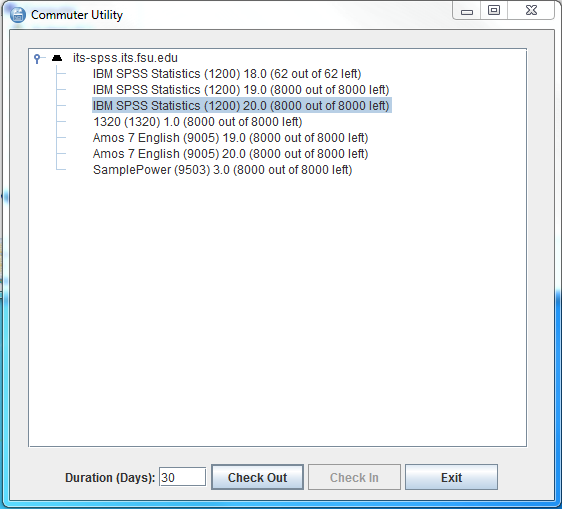 Commuter Utility
its-spss.its.fsu.edu
IBM SPSS Statistics (1200) 18.0 (62 out of 62 left)
IBM SPSS Statistics (1200) 19.0 (8000 out of 8000 left)
IBM SPSS Statistics (1200) 20.0 (8000 out of 8000 left)
1320 (1320) 1.0 (8000 out of 8000 left)
Amos 7 English (9005) 19.0 (8000 out of 8000 left)
Amos 7 English (9005) 20.0 (8000 out of 8000 left)
SamplePower (9503) 3.0 (8000 out of 8000 left)
Duration (Days): 30 Check Out Check In Exit